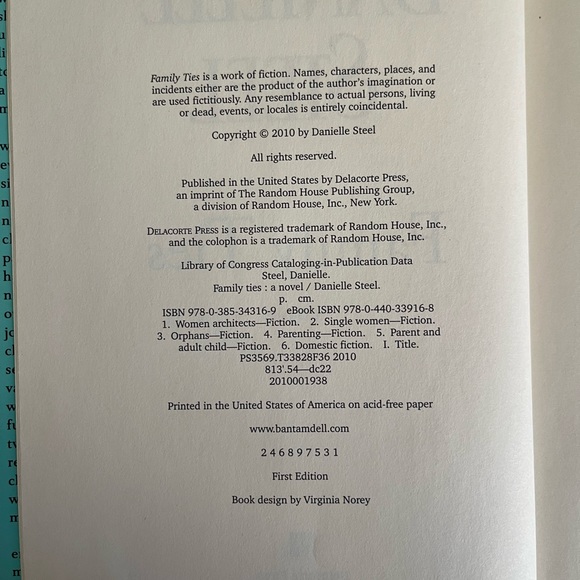 Family Ties is a work of fiction. Names, characters, places, and
incidents either are the product of the author's imagination or
are used fictitiously. Any resemblance to actual persons, living
or dead, events, or locales is entirely coincidental.
Copyright © 2010 by Danielle Steel
All rights reserved.
Published in the United States by Delacorte Press,
an imprint of The Random House Publishing Group,
a division of Random House, Inc., New York.
DELACORTE PRESS is a registered trademark of Random House, Inc.,
and the colophon is a trademark of Random House, Inc.
Library of Congress Cataloging-in-Publication Data
Steel, Danielle.
Family ties : a novel / Danielle Steel.
p. cm.
ISBN 978-0-385-34316-9 eBook ISBN 978-0-440-33916-8
1. Women architects—Fiction. 2. Single women—Fiction.
3. Orphans—Fiction. 4. Parenting—Fiction. 5. Parent and
adult child—Fiction. 6. Domestic fiction. I. Title.
PS3569.T33828F36 2010
813'.54—dc22
2010001938
Printed in the United States of America on acid-free paper
www.bantamdell.com
2 4 6 8 9 7 5 3 1
First Edition
Book design by Virginia Norey